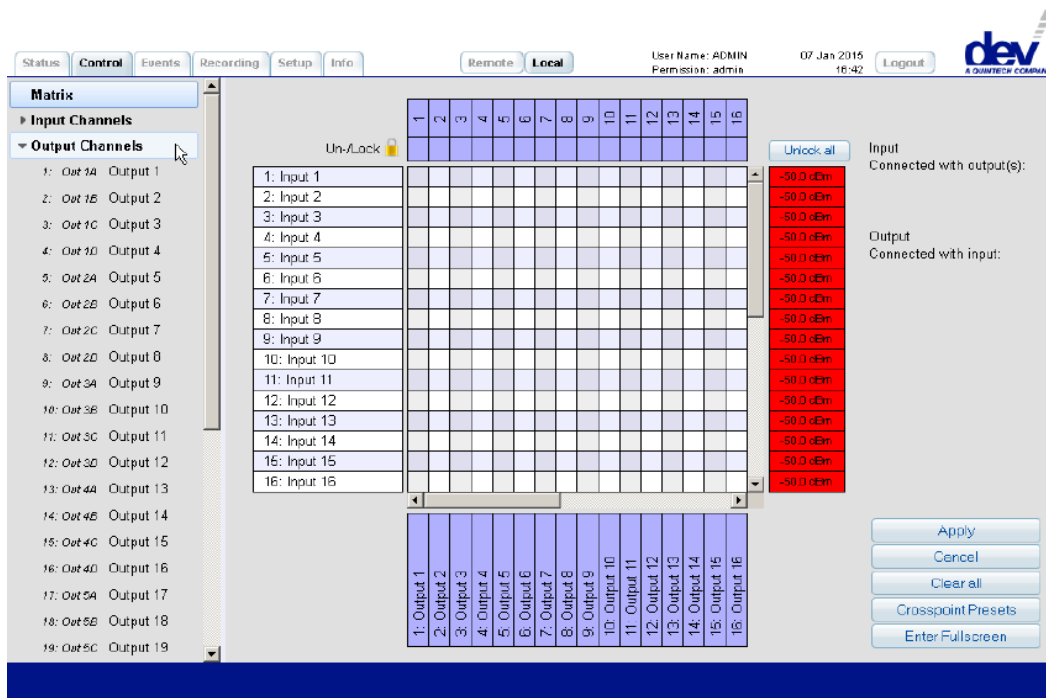 dev
A QUINTECH COMPAN
Status Control Events Recording Setup Info Remote Local User Name: ADMIN 07 Jan 2015 Logout
Permission: admin 16:42
Matrix
Input Channels
Output Channels
1: Out 1A Output 1
2: Out 1B Output 2
3: Out 1C Output 3
4: Out 1D Output 4
5: Out 2A Output 5
6: Out 2B Output 6
7: Out 2C Output 7
8: Out 2D Output 8
9: Out 3A Output 9
10: Out 3B Output 10
11: Out 3C Output 11
12: Out 3D Output 12
13: Out 4A Output 13
14: Out 4B Output 14
15: Out 4C Output 15
16: Out 4D Output 16
17: Out 5A Output 17
18: Out 5B Output 18
19: Out 5C Output 19
1 2 3 4 5 6 7 8 9 10 11 12 13 14 15 16
Un-/Lock Unlock all
1: Input 1 -50.0 dBm
2: Input 2 -50.0 dBm
3: Input 3 -50.0 dBm
4: Input 4 -50.0 dBm
5: Input 5 -50.0 dBm
6: Input 6 -50.0 dBm
7: Input 7 -50.0 dBm
8: Input 8 -50.0 dBm
9: Input 9 -50.0 dBm
10: Input 10 -50.0 dBm
11: Input 11 -50.0 dBm
12: Input 12 -50.0 dBm
13: Input 13 -50.0 dBm
14: Input 14 -50.0 dBm
15: Input 15 -50.0 dBm
16: Input 16 -50.0 dBm
1: Output 1
2: Output 2
3: Output 3
4: Output 4
5: Output 5
6: Output 6
7: Output 7
8: Output 8
9: Output 9
10: Output 10
11: Output 11
12: Output 12
13: Output 13
14: Output 14
15: Output 15
16: Output 16
Input
Connected with output(s):
Output
Connected with input:
Apply
Cancel
Clear all
Crosspoint Presets
Enter Fullscreen